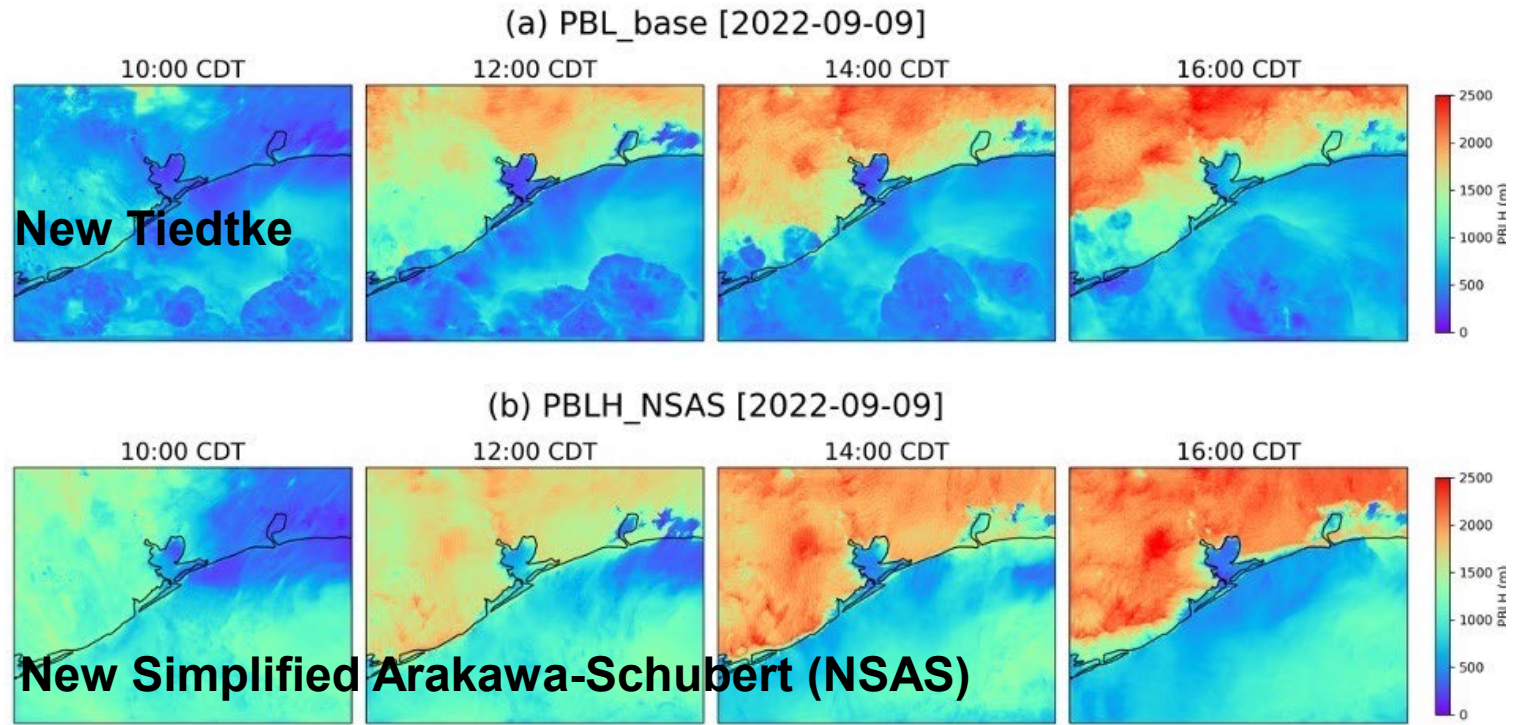 (a) PBL_base [2022-09-09]
10:00 CDT
12:00 CDT
14:00 CDT
16:00 CDT
2500
2000
1500
1000
500
0
PBLH (m)
New Tiedtke
(b) PBLH_NSAS [2022-09-09]
10:00 CDT
12:00 CDT
14:00 CDT
16:00 CDT
2500
2000
1500
1000
500
0
PBLH (m)
New Simplified Arakawa-Schubert (NSAS)